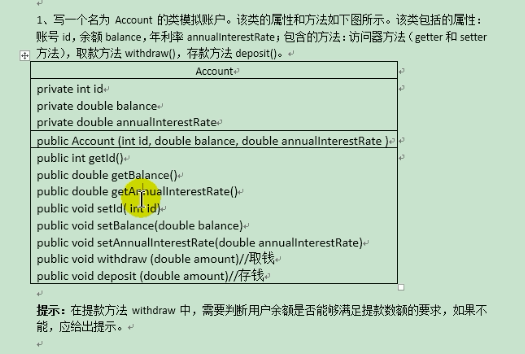 1、写一个名为 Account 的类模拟账户。该类的属性和方法如下图所示。该类包括的属性：
账号 id，余额 balance，年利率 annualInterestRate；包含的方法：访问器方法（getter 和 setter
方法），取款方法 withdraw()，存款方法 deposit()。
Account
private int id
private double balance
private double annualInterestRate
public Account (int id, double balance, double annualInterestRate )
public int getId()
public double getBalance()
public double getAnnualInterestRate()
public void setId( int id)
public void setBalance(double balance)
public void setAnnualInterestRate(double annualInterestRate)
public void withdraw (double amount)//取钱
public void deposit (double amount)//存钱
提示：在提款方法 withdraw 中，需要判断用户余额是否能够满足提款数额的要求，如果不
能，应给出提示。